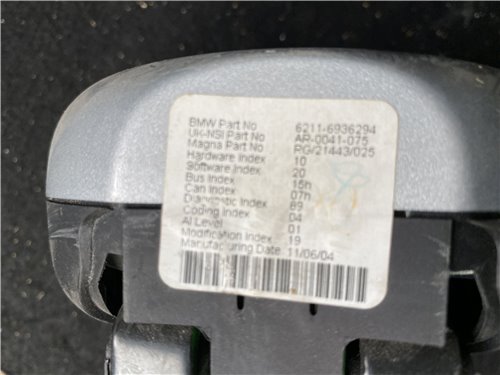 BMW Part No 6211-6936294
UK-NSI Part No AR-0041-075
Magna Part No PG/21443/025
Hardware Index 10
Software Index 20
Bus Index 15h
Can Index 07h
Diagnostic Index 89
Coding Index 04
AI Level 01
Modification Index 19
Manufacturing Date 11/06/04